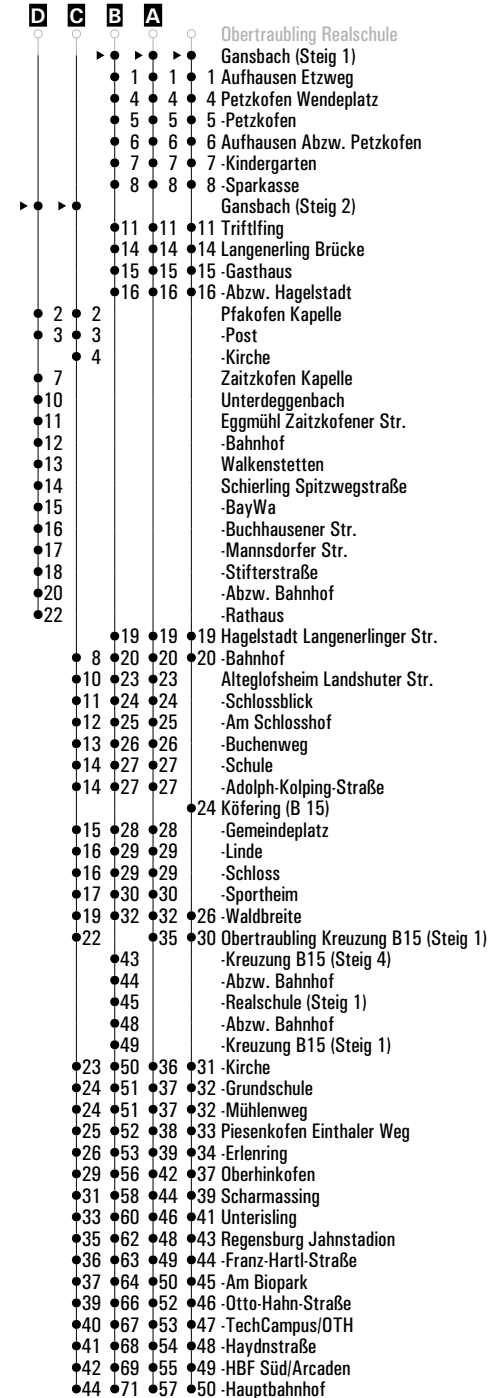 D C B A
Obertraubling Realschule
Gansbach (Steig 1)
1 1 1 Aufhausen Etzweg
4 4 4 Petzkofen Wendeplatz
5 5 5 -Petzkofen
6 6 6 Aufhausen Abzw. Petzkofen
7 7 7 -Kindergarten
8 8 8 -Sparkasse
Gansbach (Steig 2)
11 11 11 Triftlfing
14 14 14 Langenerling Brücke
15 15 15 -Gasthaus
16 16 16 -Abzw. Hagelstadt
2 2 Pfakofen Kapelle
3 3 -Post
4 -Kirche
7 Zaitzkofen Kapelle
10 Unterdeggenbach
11 Eggmühl Zaitzkofener Str.
12 -Bahnhof
13 Walkenstetten
14 Schierling Spitzwegstraße
15 -BayWa
16 -Buchhausener Str.
17 -Mannsdorfer Str.
18 -Stifterstraße
20 -Abzw. Bahnhof
22 -Rathaus
19 19 19 Hagelstadt Langenerlinger Str.
8 20 20 20 -Bahnhof
10 23 23 Alteglofsheim Landshuter Str.
11 24 24 -Schlossblick
12 25 25 -Am Schlosshof
13 26 26 -Buchenweg
14 27 27 -Schule
14 27 27 -Adolph-Kolping-Straße
24 Köfering (B 15)
15 28 28 -Gemeindeplatz
16 29 29 -Linde
16 29 29 -Schloss
17 30 30 -Sportheim
19 32 32 26 -Waldbreite
22 35 30 Obertraubling Kreuzung B15 (Steig 1)
43 -Kreuzung B15 (Steig 4)
44 -Abzw. Bahnhof
45 -Realschule (Steig 1)
48 -Abzw. Bahnhof
49 -Kreuzung B15 (Steig 1)
23 50 36 31 -Kirche
24 51 37 32 -Grundschule
24 51 37 32 -Mühlenweg
25 52 38 33 Piesenkofen Einthaler Weg
26 53 39 34 -Erlenring
29 56 42 37 Oberhinkofen
31 58 44 39 Scharmassing
33 60 46 41 Unterisling
35 62 48 43 Regensburg Jahnstadion
36 63 49 44 -Franz-Hartl-Straße
37 64 50 45 -Am Biopark
39 66 52 46 -Otto-Hahn-Straße
40 67 53 47 -TechCampus/OTH
41 68 54 48 -Haydnstraße
42 69 55 49 -HBF Süd/Arcaden
44 71 57 50 -Hauptbahnhof